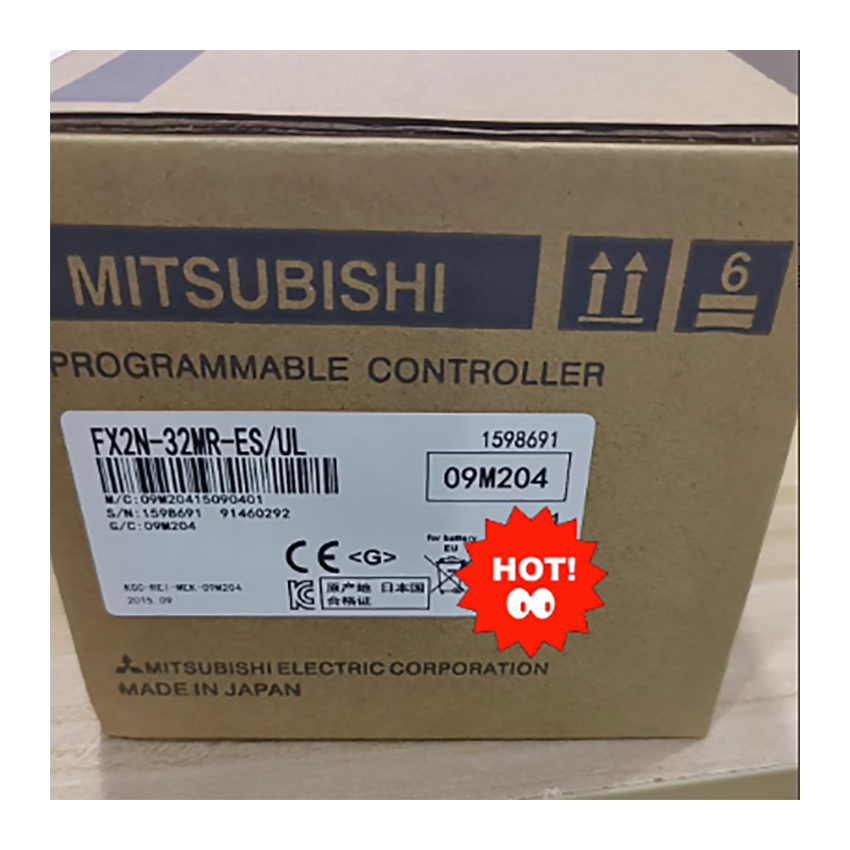 MITSUBISHI
6
PROGRAMMABLE CONTROLLER
FX2N-32MR-ES/UL
1598691
09M204
M/C:09M20415090401
S/N:1598691 91460292
G/C:09M204
1
for battery
EU
HOT!
CE <G>
KCC-REI-MEK-09M204
2015.09
原产地 日本国
合格证
MITSUBISHI ELECTRIC CORPORATION
MADE IN JAPAN